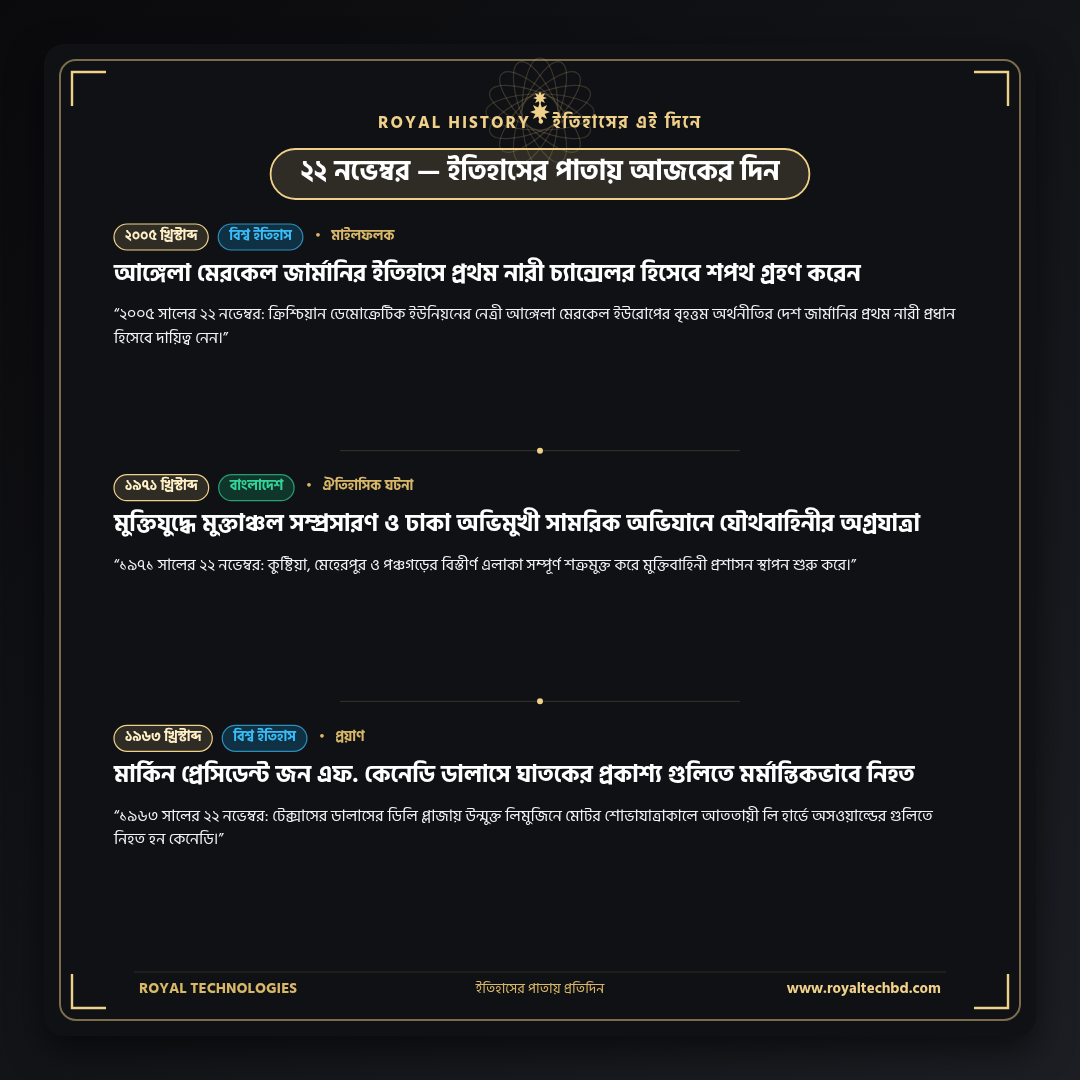 ROYAL HISTORY ইতিহাসের এই দিনে
২২ নভেম্বর — ইতিহাসের পাতায় আজকের দিন
২০০৫ খ্রিস্টাব্দ বিশ্ব ইতিহাস • মাইলফলক
আঙ্গেলা মেরকেল জার্মানির ইতিহাসে প্রথম নারী চ্যান্সেলর হিসেবে শপথ গ্রহণ করেন
“২০০৫ সালের ২২ নভেম্বর: ক্রিশ্চিয়ান ডেমোক্রেটিক ইউনিয়নের নেত্রী আঙ্গেলা মেরকেল ইউরোপের বৃহত্তম অর্থনীতির দেশ জার্মানির প্রথম নারী প্রধান
হিসেবে দায়িত্ব নেন।”
১৯৭১ খ্রিস্টাব্দ বাংলাদেশ • ঐতিহাসিক ঘটনা
মুক্তিযুদ্ধে মুক্তাঞ্চল সম্প্রসারণ ও ঢাকা অভিমুখী সামরিক অভিযানে যৌথবাহিনীর অগ্রযাত্রা
“১৯৭১ সালের ২২ নভেম্বর: কুষ্টিয়া, মেহেরপুর ও পঞ্চগড়ের বিস্তীর্ণ এলাকা সম্পূর্ণ শত্রুমুক্ত করে মুক্তিবাহিনী প্রশাসন স্থাপন শুরু করে।”
১৯৬৩ খ্রিস্টাব্দ বিশ্ব ইতিহাস • প্রয়াণ
মার্কিন প্রেসিডেন্ট জন এফ. কেনেডি ডালাসে ঘাতকের প্রকাশ্য গুলিতে মর্মান্তিকভাবে নিহত
“১৯৬৩ সালের ২২ নভেম্বর: টেক্সাসের ডালাসের ডিলি প্লাজায় উন্মুক্ত লিমুজিনে মোটর শোভাযাত্রাকালে আততায়ী লি হার্ভে অসওয়াল্ডের গুলিতে
নিহত হন কেনেডি।”
ROYAL TECHNOLOGIES ইতিহাসের পাতায় প্রতিদিন www.royaltechbd.com